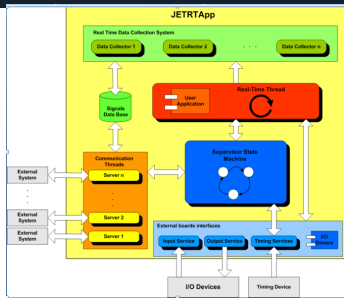 JETRTApp
Real Time Data Collection System
Data Collector 1
Data Collector 2
. . .
Data Collector n
Real-Time Thread
User
Application
Signals
Data Base
Supervisor State
Machine
Communication
Threads
Server n
.
.
.
Server 2
Server 1
External
System
.
.
.
External
System
External
System
External boards interfaces
Input Service
Output Service
Timing Services
I/O
Drivers
I/O Devices
Timing Device